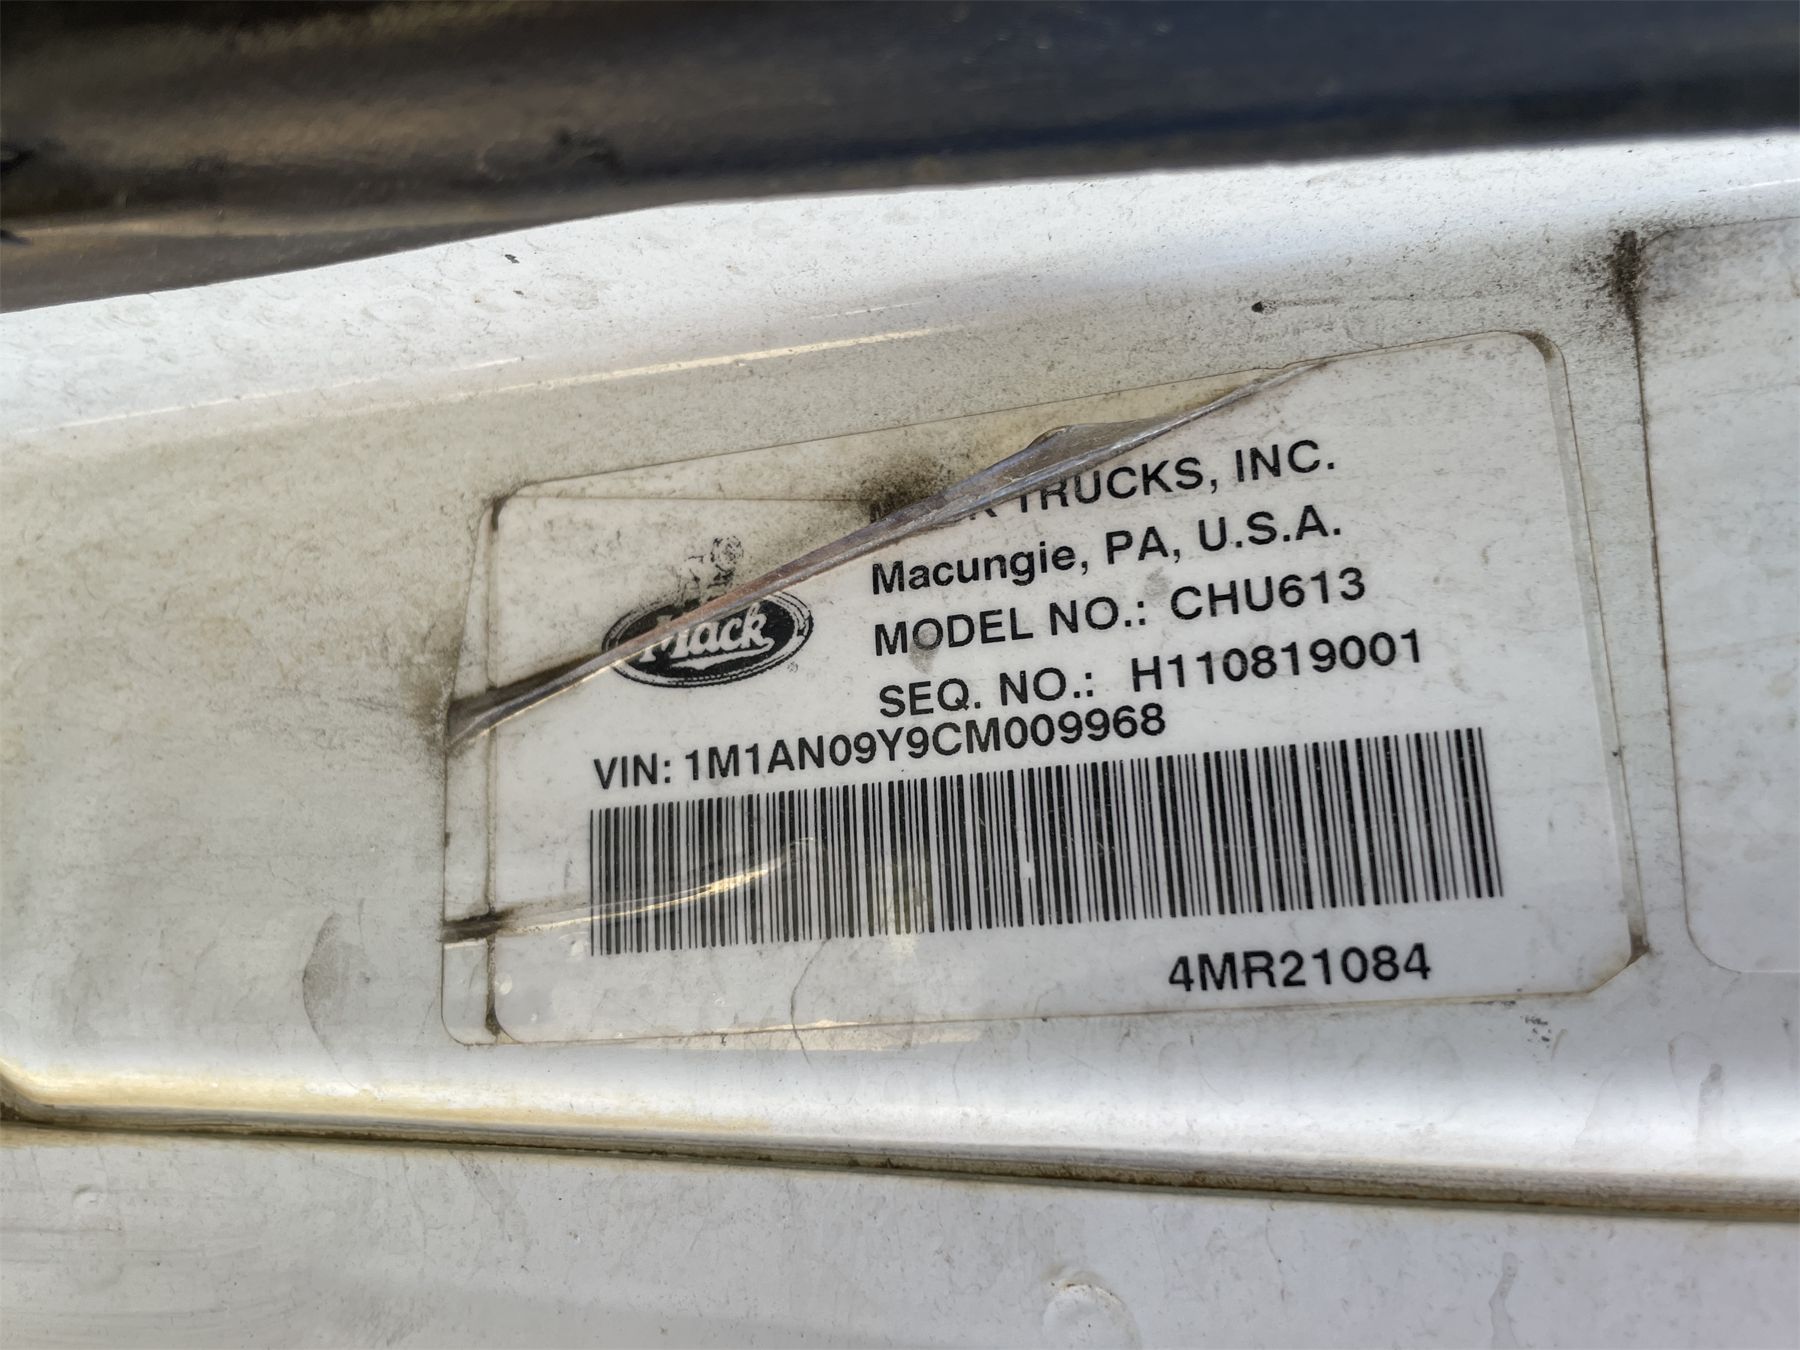 Mack
TRUCKS, INC.
Macungie, PA, U.S.A.
MODEL NO.: CHU613
SEQ. NO.: H110819001
VIN: 1M1AN09Y9CM009968
4MR21084